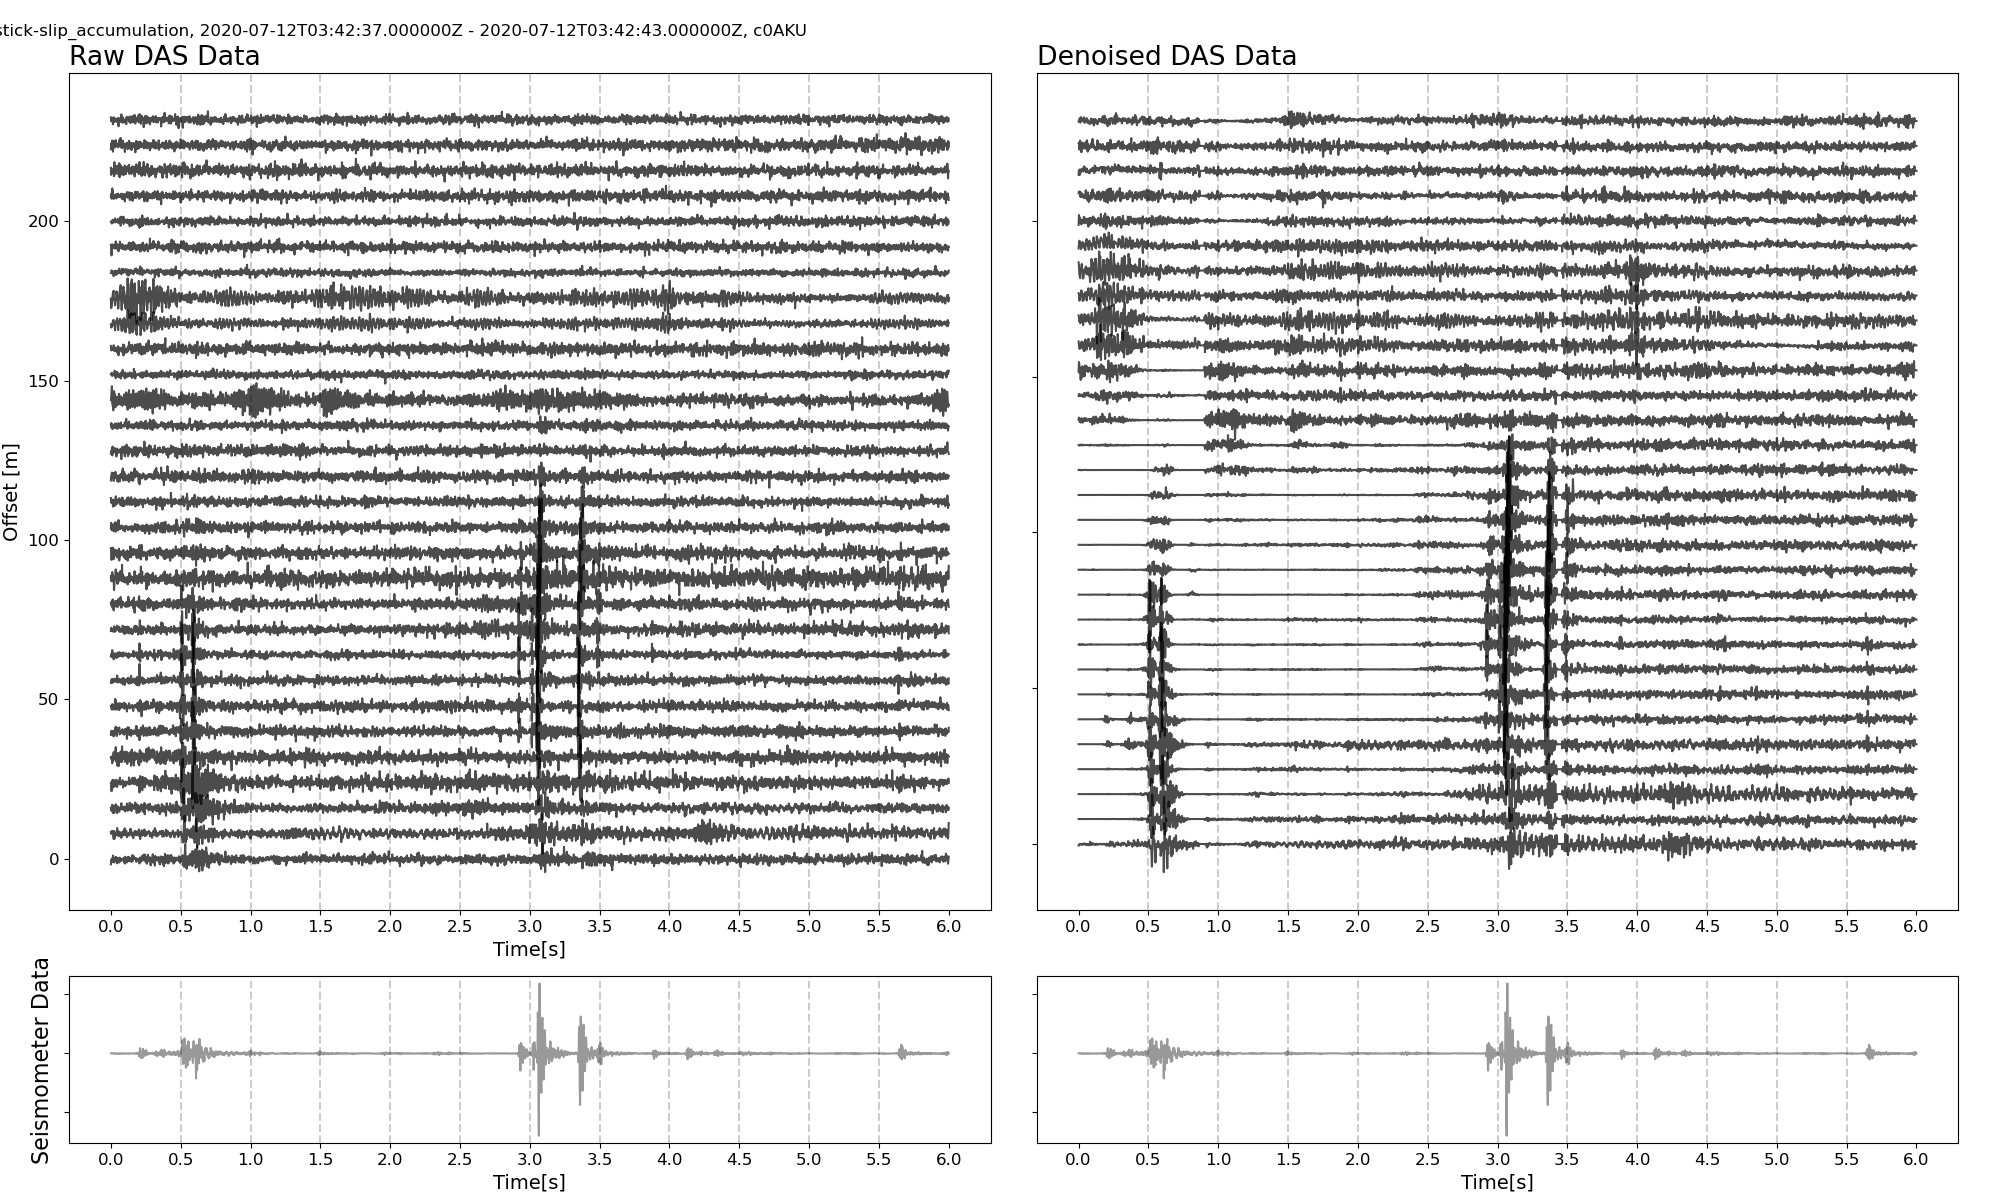 stick-slip_accumulation, 2020-07-12T03:42:37.000000Z - 2020-07-12T03:42:43.000000Z, c0AKU
Raw DAS Data
Denoised DAS Data
Offset [m]
200
150
100
50
0
0.0 0.5 1.0 1.5 2.0 2.5 3.0 3.5 4.0 4.5 5.0 5.5 6.0
Time[s]
0.0 0.5 1.0 1.5 2.0 2.5 3.0 3.5 4.0 4.5 5.0 5.5 6.0
Seismometer Data
0.0 0.5 1.0 1.5 2.0 2.5 3.0 3.5 4.0 4.5 5.0 5.5 6.0
Time[s]
0.0 0.5 1.0 1.5 2.0 2.5 3.0 3.5 4.0 4.5 5.0 5.5 6.0
Time[s]